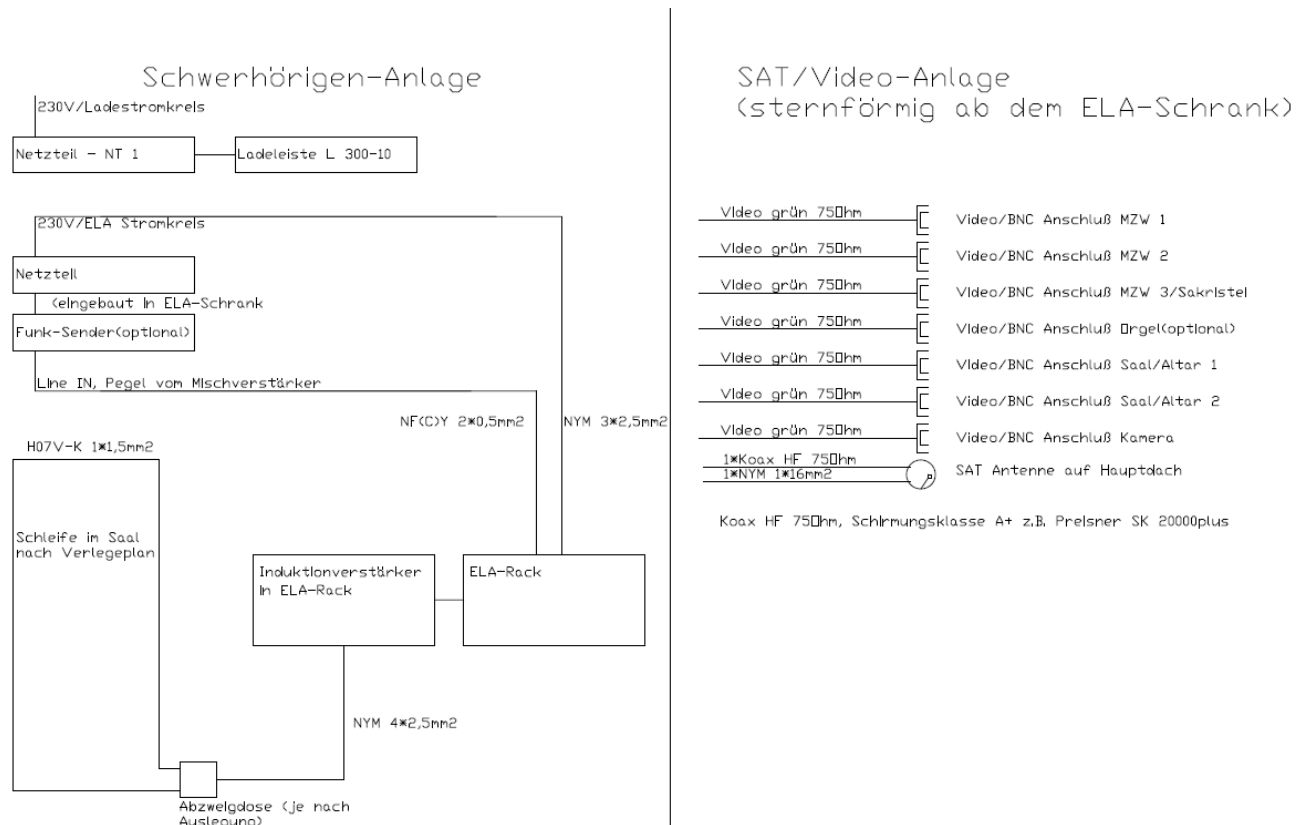 Schwerhörigen-Anlage
230V/Ladestromkreis
Netzteil - NT 1
Ladeleiste L 300-10
230V/ELA Stromkreis
Netzteil
(eingebaut in ELA-Schrank
Funk-Sender(optional)
Line IN, Pegel vom Mischverstärker
NF(C)Y 2*0,5mm2
NYM 3*2,5mm2
H07V-K 1*1,5mm2
Schleife im Saal
nach Verlegeplan
Induktionverstärker
in ELA-Rack
ELA-Rack
NYM 4*2,5mm2
Abzweigdose (je nach
Auslegung)
SAT/Video-Anlage
(sternförmig ab dem ELA-Schrank)
Video grün 75Ohm
Video/BNC Anschluß MZW 1
Video grün 75Ohm
Video/BNC Anschluß MZW 2
Video grün 75Ohm
Video/BNC Anschluß MZW 3/Sakristei
Video grün 75Ohm
Video/BNC Anschluß Orgel(optional)
Video grün 75Ohm
Video/BNC Anschluß Saal/Altar 1
Video grün 75Ohm
Video/BNC Anschluß Saal/Altar 2
Video grün 75Ohm
Video/BNC Anschluß Kamera
1*Koax HF 75Ohm
1*NYM 1*16mm2
SAT Antenne auf Hauptdach
Koax HF 75Ohm, Schirmungsklasse A+ z.B. Preisner SK 20000plus